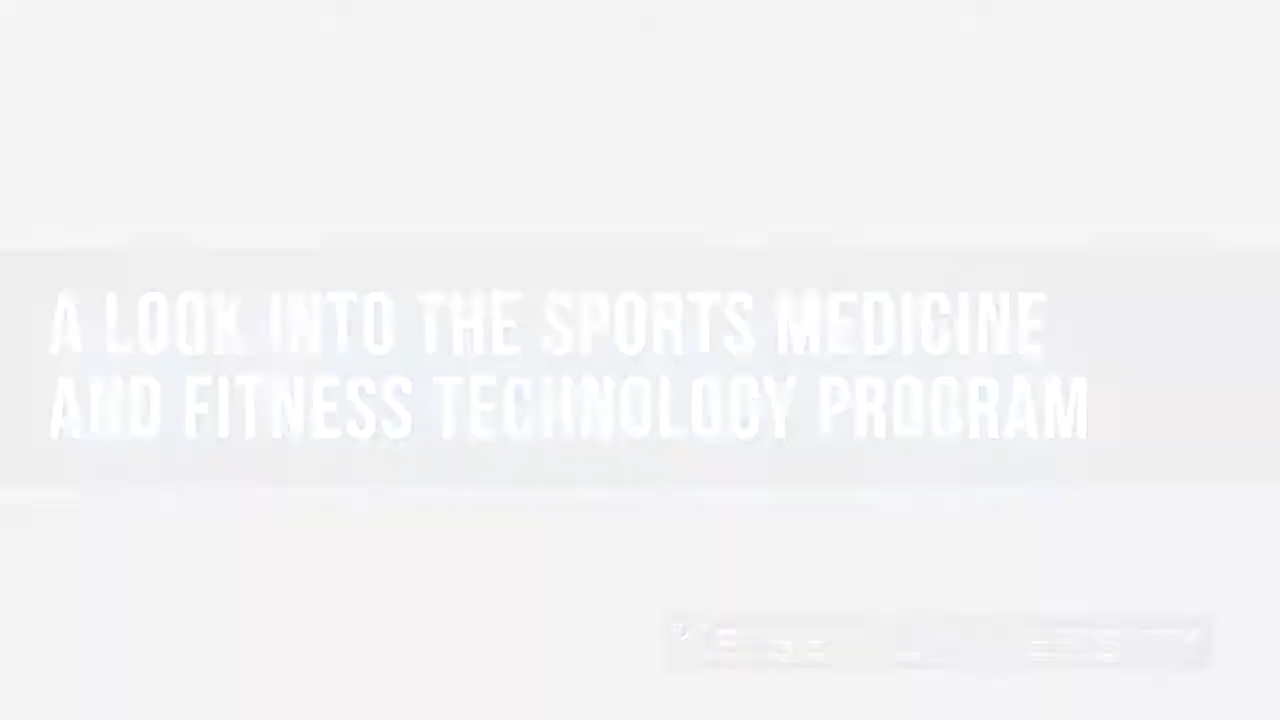 A LOOK INTO THE SPORTS MEDICINE
AND FITNESS TECHNOLOGY PROGRAM